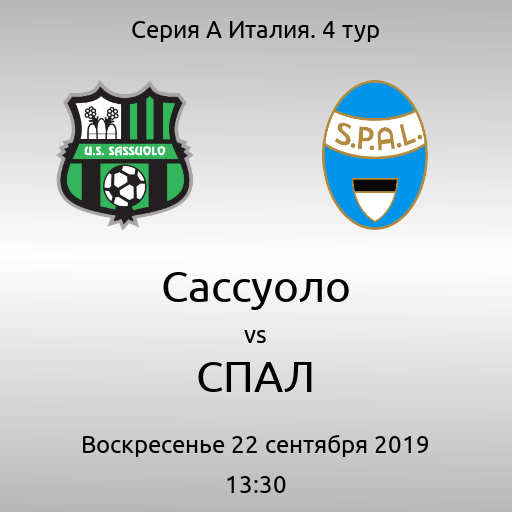 Серия А Италия. 4 тур
U.S. SASSUOLO
S.P.A.L.
Сассуоло
vs
СПАЛ
Воскресенье 22 сентября 2019
13:30